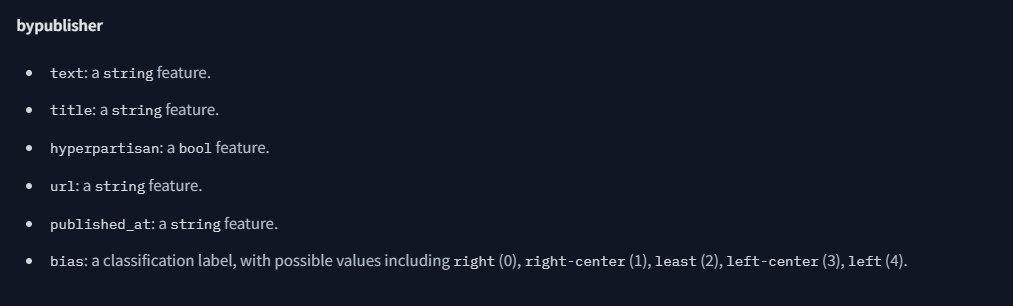 bypublisher
text: a string feature.
title: a string feature.
hyperpartisan: a bool feature.
url: a string feature.
published_at: a string feature.
bias: a classification label, with possible values including right (0), right-center (1), least (2), left-center (3), left (4).